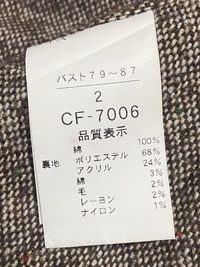 バスト79～87
2
CF-7006
品質表示
綿 100%
裏地 ポリエステル 68%
アクリル 24%
綿 3%
毛 2%
レーヨン 2%
ナイロン 1%